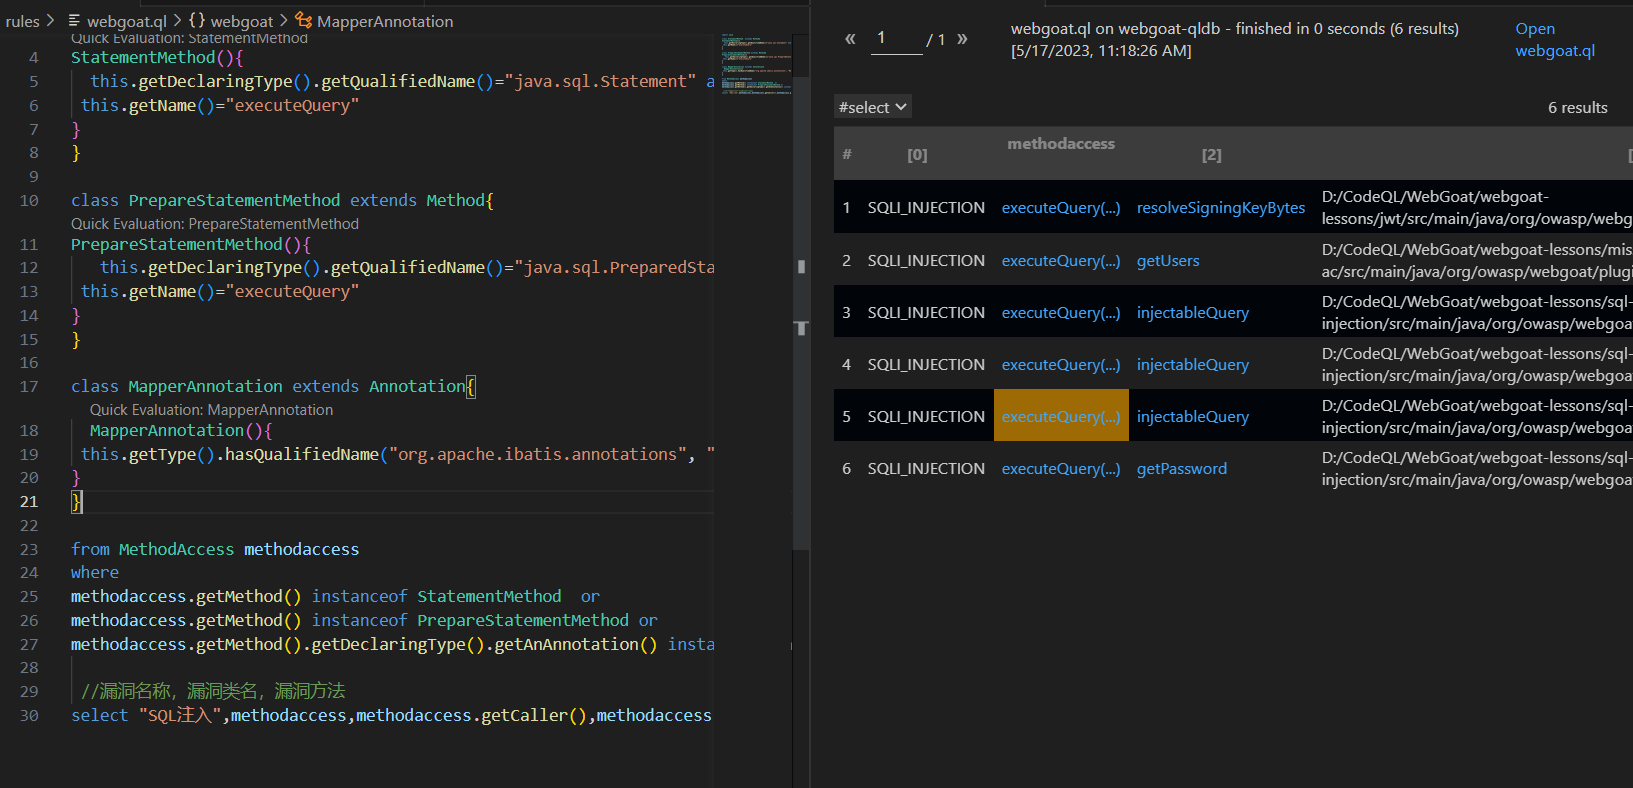 rules > webgoat.ql > {} webgoat > MapperAnnotation
Quick Evaluation: StatementMethod
4 StatementMethod(){
5 this.getDeclaringType().getQualifiedName()="java.sql.Statement" a
6 this.getName()="executeQuery"
7 }
8 }
9
10 class PrepareStatementMethod extends Method{
Quick Evaluation: PrepareStatementMethod
11 PrepareStatementMethod(){
12 this.getDeclaringType().getQualifiedName()="java.sql.PreparedSta
13 this.getName()="executeQuery"
14 }
15 }
16
17 class MapperAnnotation extends Annotation{
Quick Evaluation: MapperAnnotation
18 MapperAnnotation(){
19 this.getType().hasQualifiedName("org.apache.ibatis.annotations", "
20 }
21 }
22
23 from MethodAccess methodaccess
24 where
25 methodaccess.getMethod() instanceof StatementMethod or
26 methodaccess.getMethod() instanceof PrepareStatementMethod or
27 methodaccess.getMethod().getDeclaringType().getAnAnnotation() insta
28
29 //漏洞名称，漏洞类名，漏洞方法
30 select "SQL注入",methodaccess,methodaccess.getCaller(),methodaccess
« 1 / 1 »
webgoat.ql on webgoat-qldb - finished in 0 seconds (6 results)
[5/17/2023, 11:18:26 AM]
Open
webgoat.ql
#select
6 results
# [0] methodaccess [2] [
1 SQLI_INJECTION executeQuery(...) resolveSigningKeyBytes D:/CodeQL/WebGoat/webgoat-
lessons/jwt/src/main/java/org/owasp/webg
2 SQLI_INJECTION executeQuery(...) getUsers D:/CodeQL/WebGoat/webgoat-lessons/mis
ac/src/main/java/org/owasp/webgoat/plugi
3 SQLI_INJECTION executeQuery(...) injectableQuery D:/CodeQL/WebGoat/webgoat-lessons/sql-
injection/src/main/java/org/owasp/webgoa
4 SQLI_INJECTION executeQuery(...) injectableQuery D:/CodeQL/WebGoat/webgoat-lessons/sql-
injection/src/main/java/org/owasp/webgoa
5 SQLI_INJECTION executeQuery(...) injectableQuery D:/CodeQL/WebGoat/webgoat-lessons/sql-
injection/src/main/java/org/owasp/webgoa
6 SQLI_INJECTION executeQuery(...) getPassword D:/CodeQL/WebGoat/webgoat-lessons/sql-
injection/src/main/java/org/owasp/webgoa